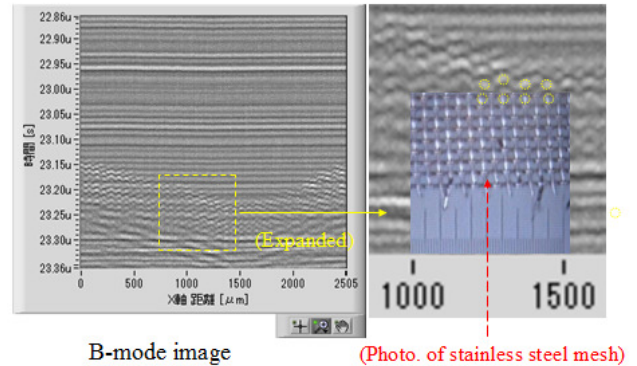 22.86u
22.90u
22.95u
23.00u
23.05u
23.10u
23.15u
23.20u
23.25u
23.30u
23.36u
時間 [s]
0
500
1000
1500
2000
2505
X軸 距離 [μm]
(Expanded)
1000
1500
B-mode image
(Photo. of stainless steel mesh)